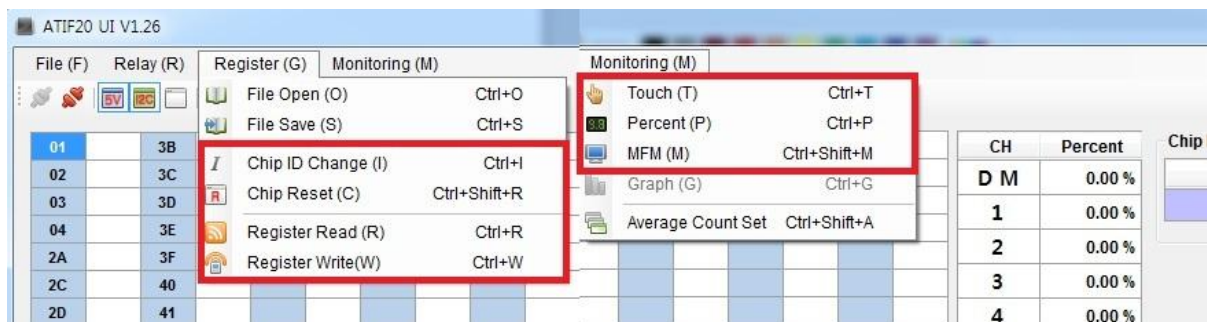 ATIF20 UI V1.26
File (F) Relay (R) Register (G) Monitoring (M)
5V I2C
File Open (O) Ctrl+O
File Save (S) Ctrl+S
Chip ID Change (I) Ctrl+I
Chip Reset (C) Ctrl+Shift+R
Register Read (R) Ctrl+R
Register Write(W) Ctrl+W
01 3B
02 3C
03 3D
04 3E
2A 3F
2C 40
2D 41
Monitoring (M)
Touch (T) Ctrl+T
Percent (P) Ctrl+P
MFM (M) Ctrl+Shift+M
Graph (G) Ctrl+G
Average Count Set Ctrl+Shift+A
CH Percent
D M 0.00 %
1 0.00 %
2 0.00 %
3 0.00 %
4 0.00 %
Chip